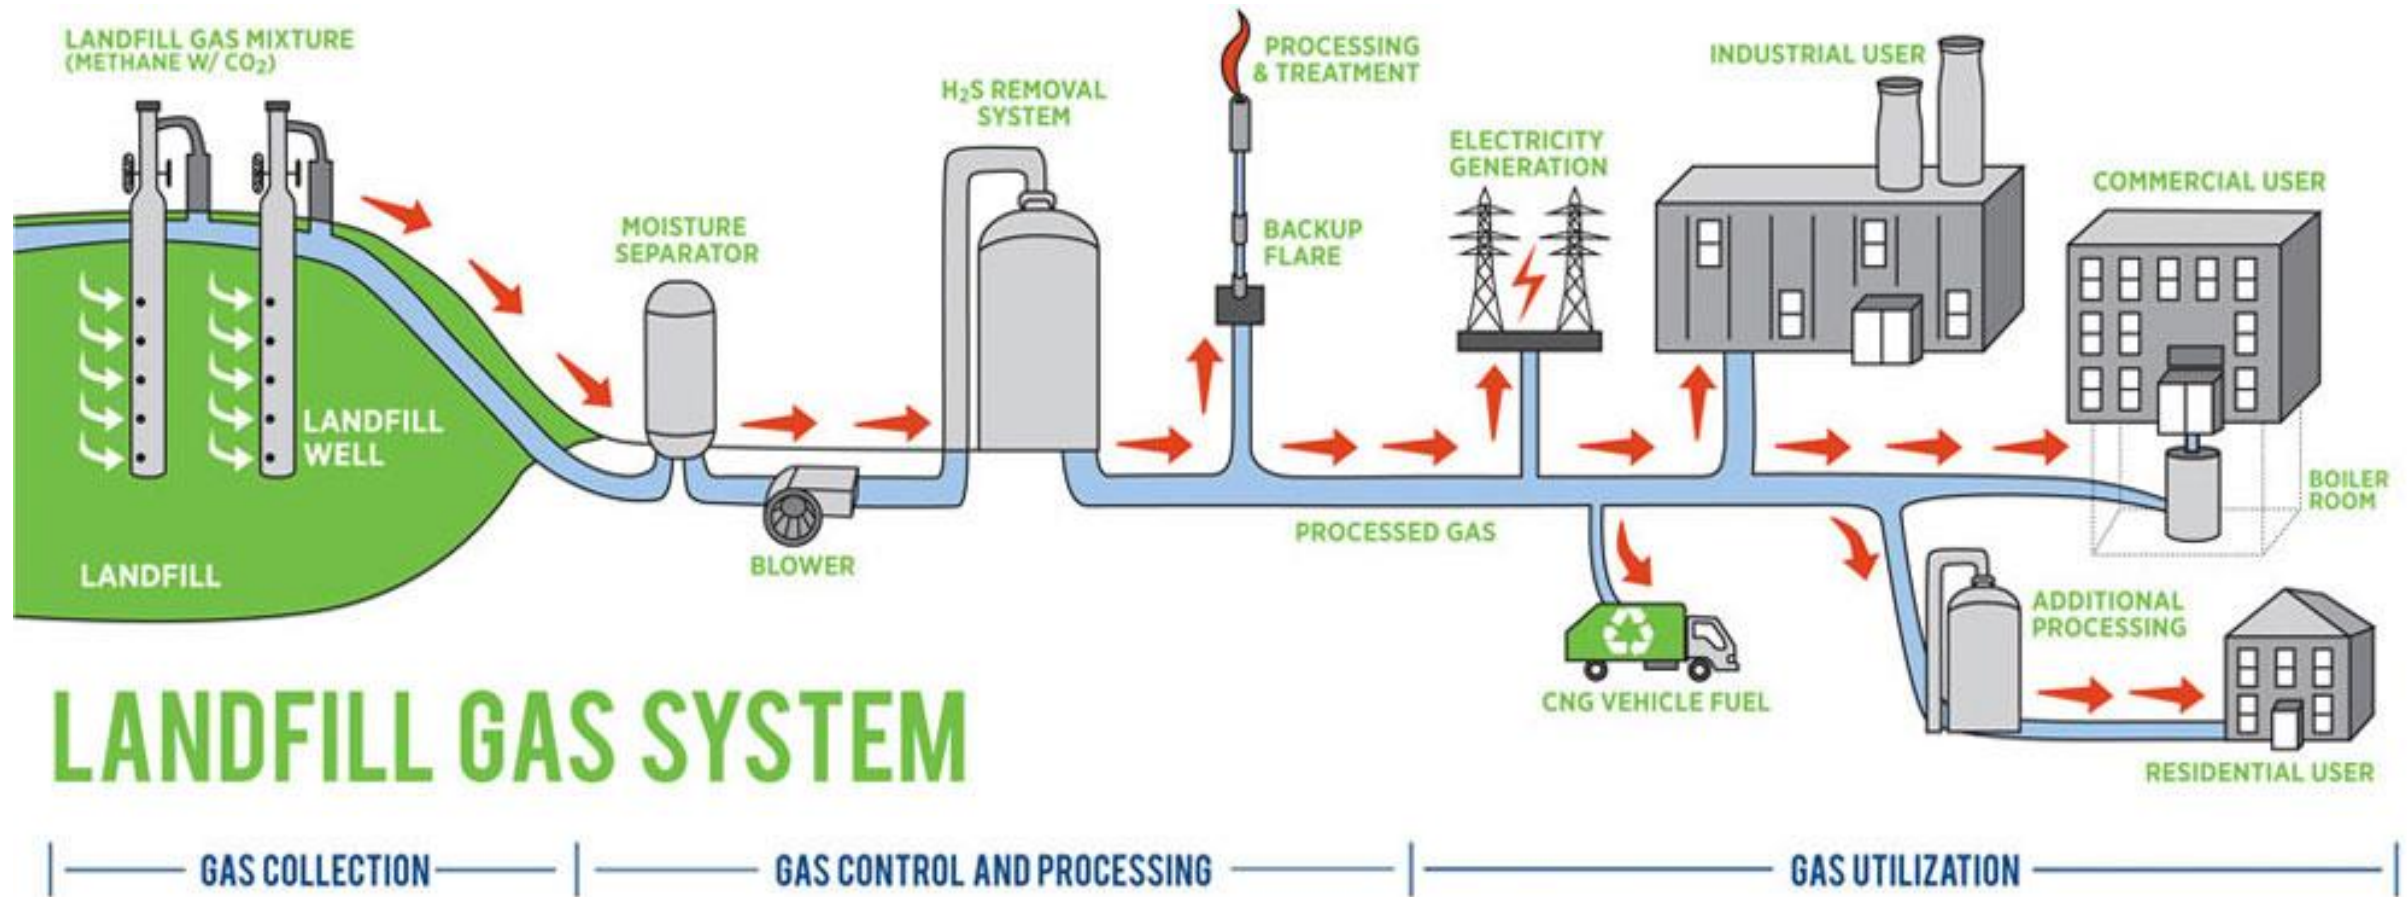 LANDFILL GAS MIXTURE
(METHANE W/ CO₂)
LANDFILL
WELL
LANDFILL
MOISTURE
SEPARATOR
BLOWER
H₂S REMOVAL
SYSTEM
PROCESSING
& TREATMENT
BACKUP
FLARE
PROCESSED GAS
ELECTRICITY
GENERATION
CNG VEHICLE FUEL
INDUSTRIAL USER
COMMERCIAL USER
BOILER
ROOM
ADDITIONAL
PROCESSING
RESIDENTIAL USER
LANDFILL GAS SYSTEM
GAS COLLECTION
GAS CONTROL AND PROCESSING
GAS UTILIZATION